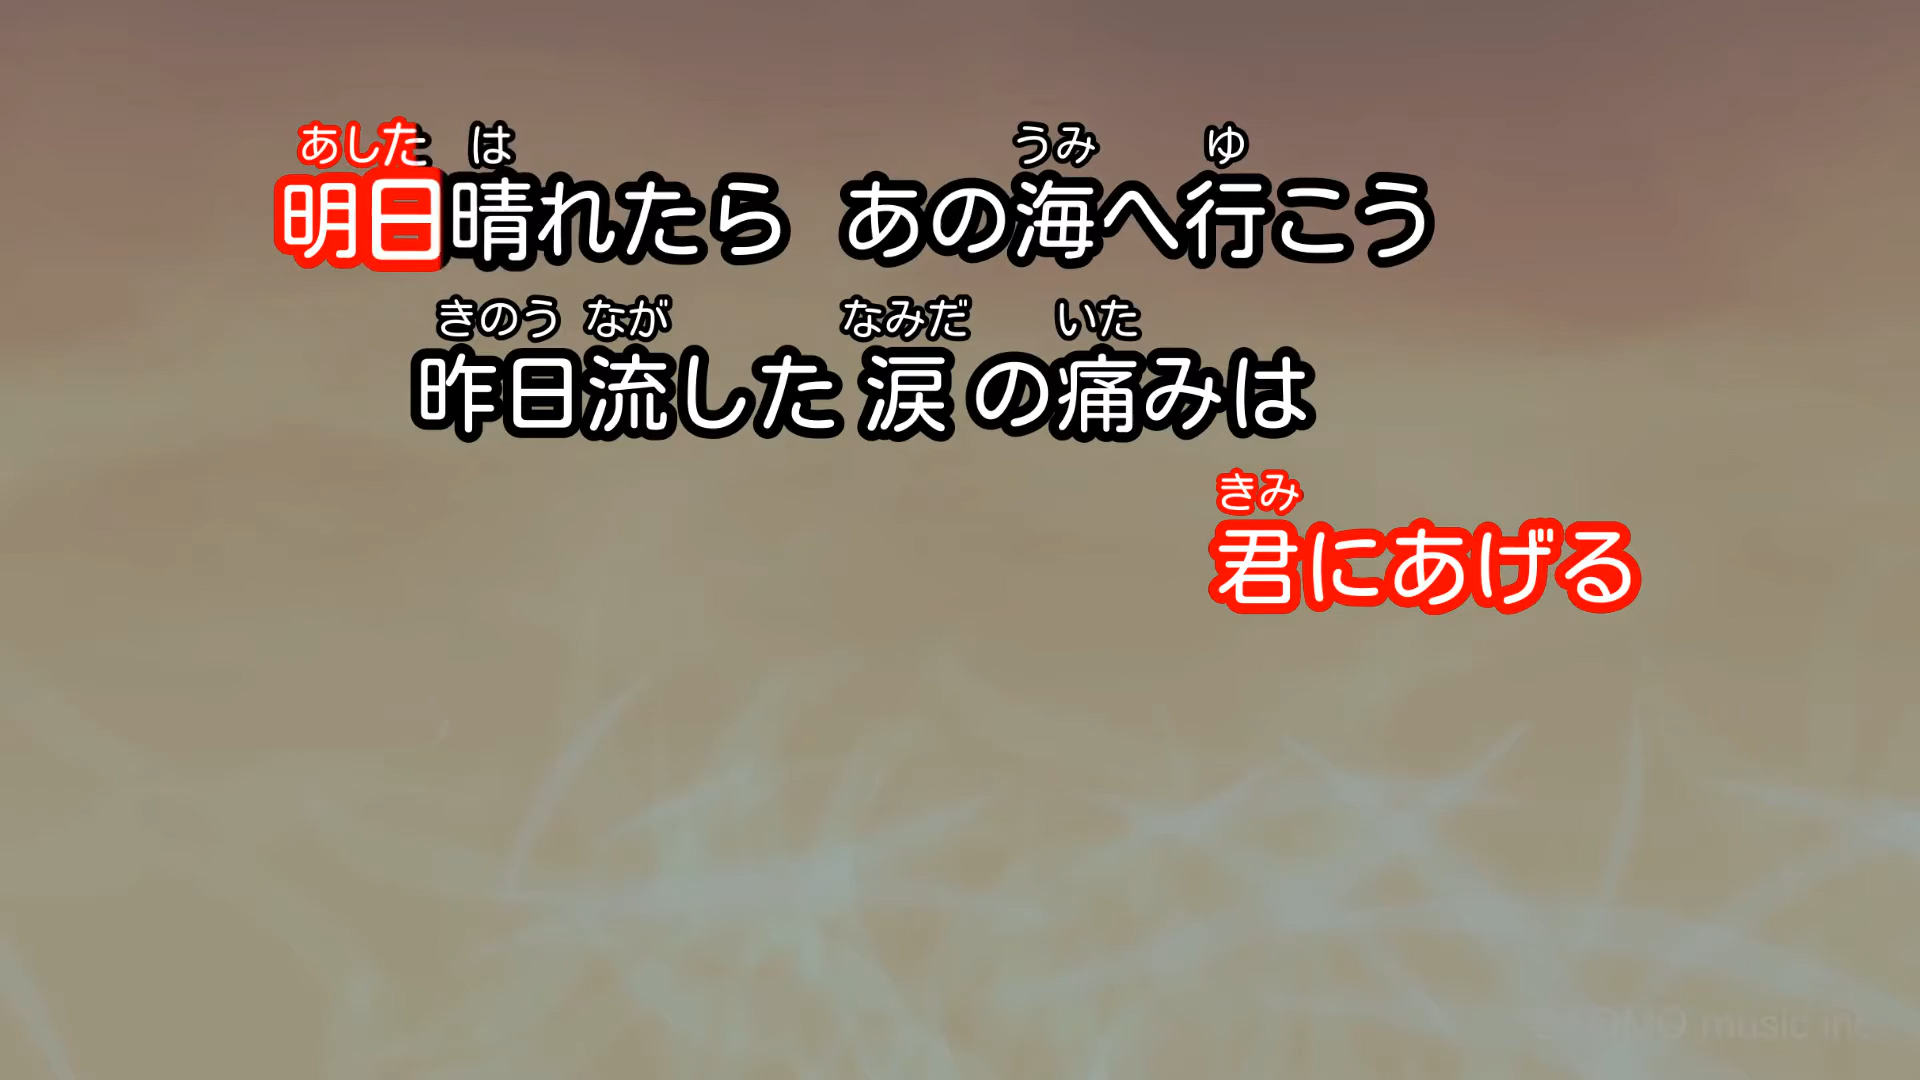 あした は うみ ゆ
明日晴れたら あの海へ行こう
きのう なが なみだ いた
昨日流した涙の痛みは
きみ
君にあげる
music in